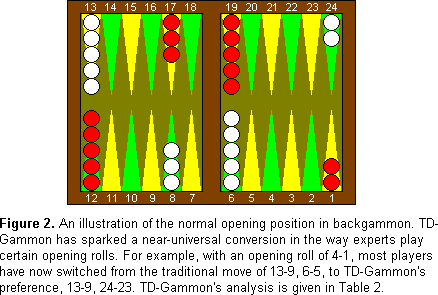 13 14 15 16 17 18 19 20 21 22 23 24
12 11 10 9 8 7 6 5 4 3 2 1
Figure 2. An illustration of the normal opening position in backgammon. TD-
Gammon has sparked a near-universal conversion in the way experts play
certain opening rolls. For example, with an opening roll of 4-1, most players
have now switched from the traditional move of 13-9, 6-5, to TD-Gammon's
preference, 13-9, 24-23. TD-Gammon's analysis is given in Table 2.